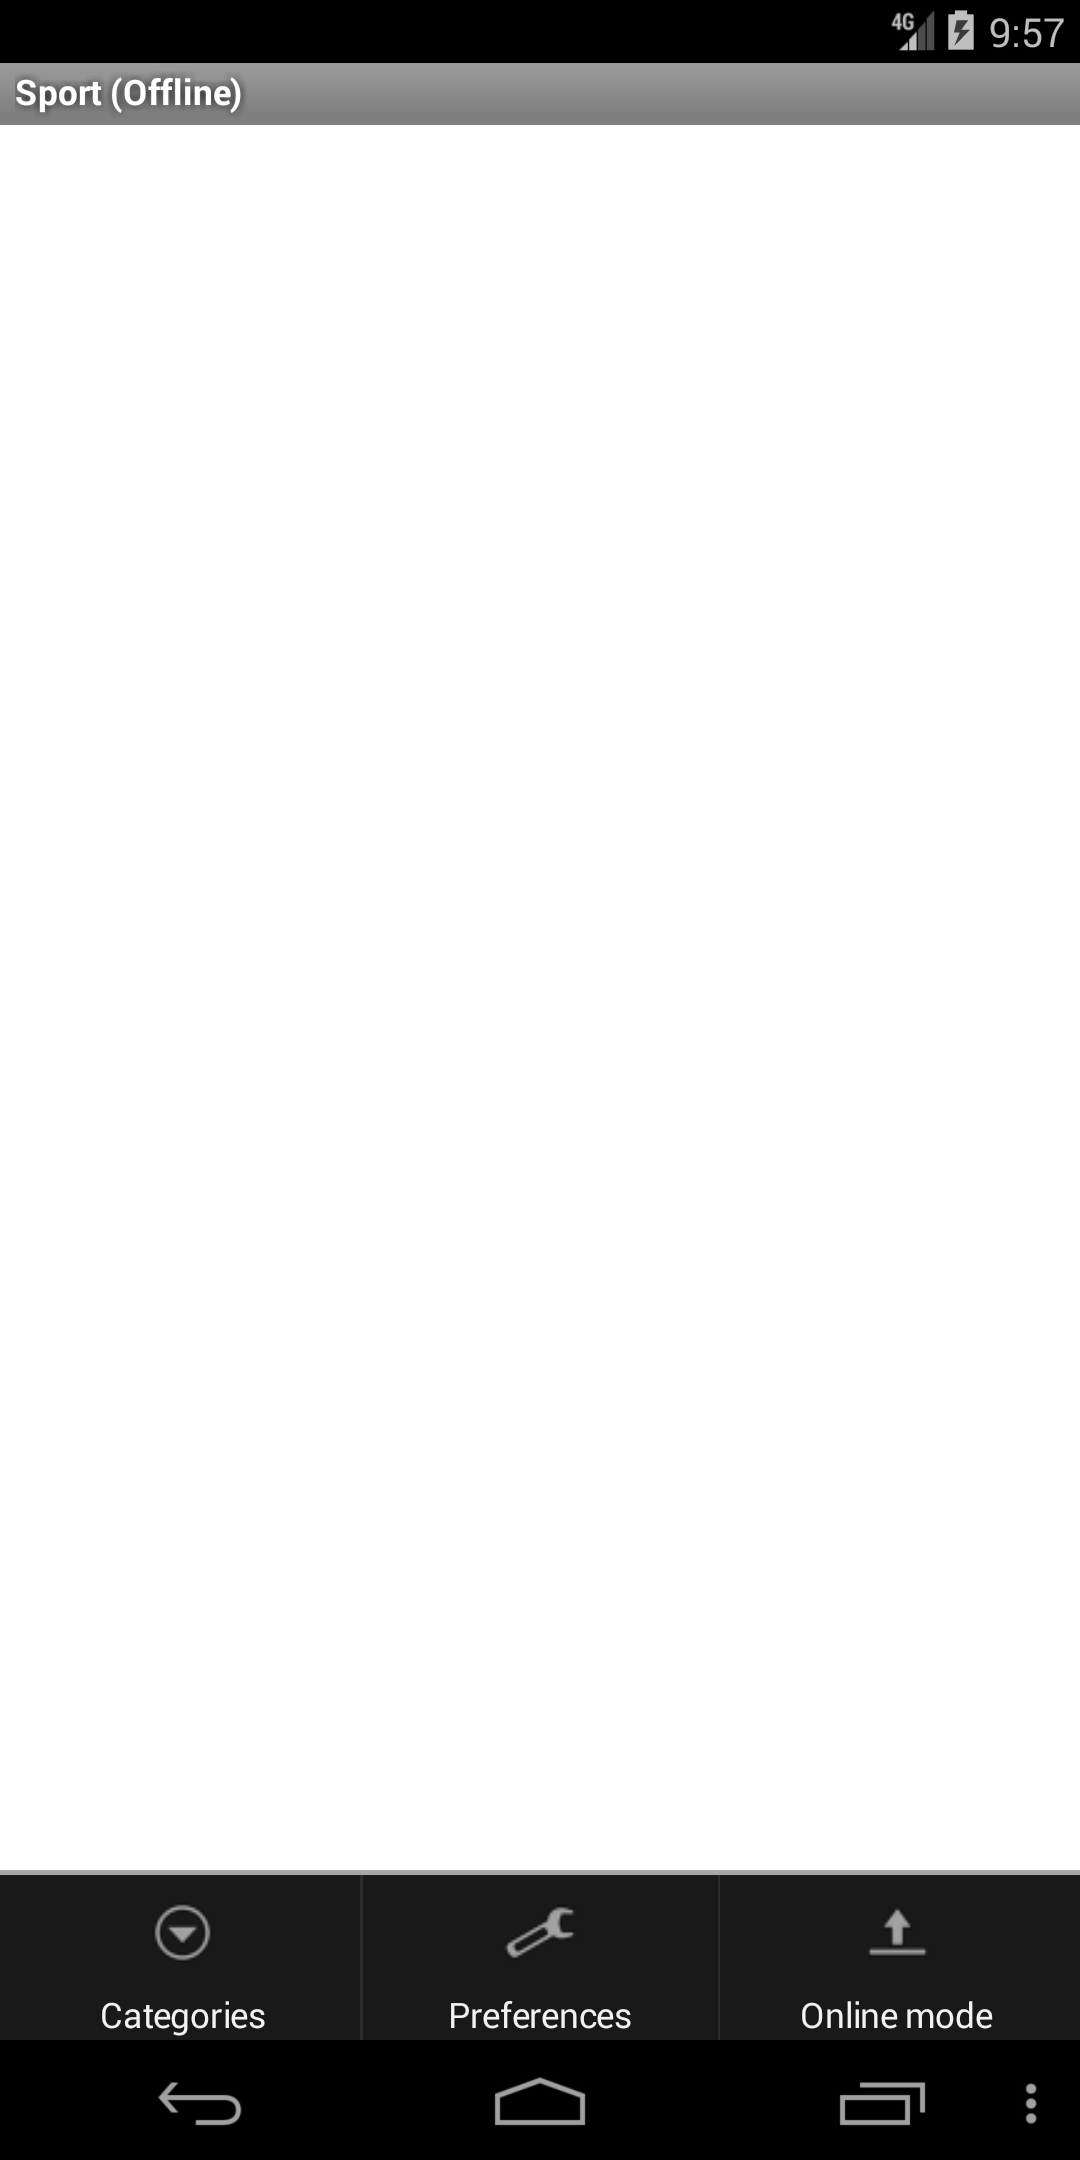 4G 9:57
Sport (Offline)
Categories Preferences Online mode